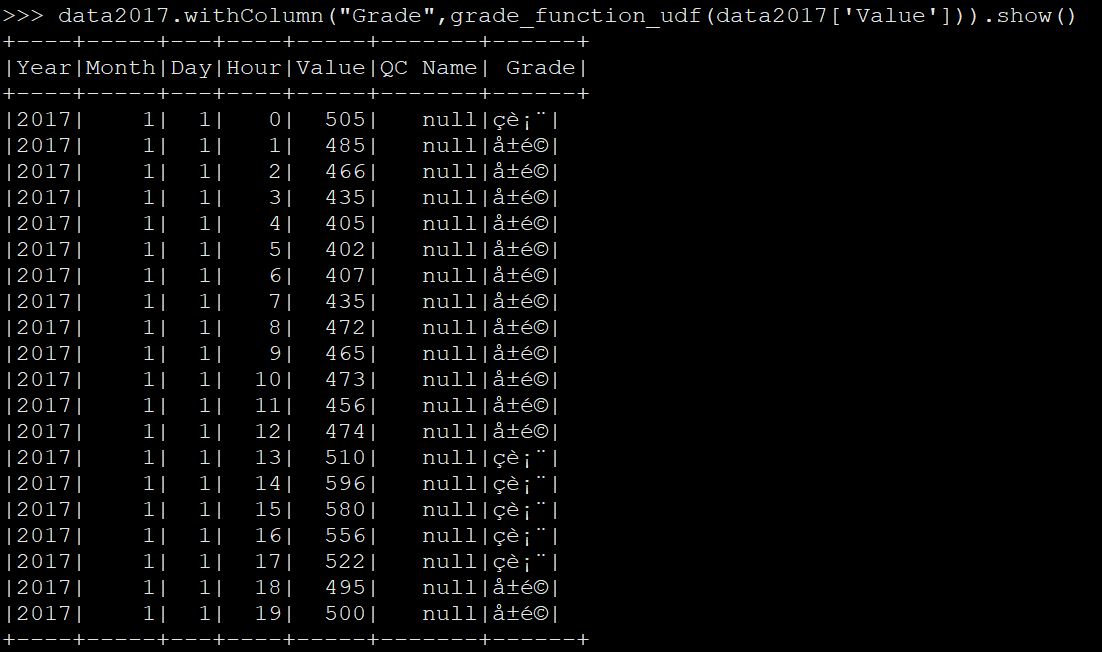 >>> data2017.withColumn("Grade",grade_function_udf(data2017['Value'])).show()
+----+-----+---+----+-----+-------+------+
|Year|Month|Day|Hour|Value|QC Name| Grade|
+----+-----+---+----+-----+-------+------+
|2017|    1|  1|   0|  505|   null|çè¡¨|
|2017|    1|  1|   1|  485|   null|å±é©|
|2017|    1|  1|   2|  466|   null|å±é©|
|2017|    1|  1|   3|  435|   null|å±é©|
|2017|    1|  1|   4|  405|   null|å±é©|
|2017|    1|  1|   5|  402|   null|å±é©|
|2017|    1|  1|   6|  407|   null|å±é©|
|2017|    1|  1|   7|  435|   null|å±é©|
|2017|    1|  1|   8|  472|   null|å±é©|
|2017|    1|  1|   9|  465|   null|å±é©|
|2017|    1|  1|  10|  473|   null|å±é©|
|2017|    1|  1|  11|  456|   null|å±é©|
|2017|    1|  1|  12|  474|   null|å±é©|
|2017|    1|  1|  13|  510|   null|çè¡¨|
|2017|    1|  1|  14|  596|   null|çè¡¨|
|2017|    1|  1|  15|  580|   null|çè¡¨|
|2017|    1|  1|  16|  556|   null|çè¡¨|
|2017|    1|  1|  17|  522|   null|çè¡¨|
|2017|    1|  1|  18|  495|   null|å±é©|
|2017|    1|  1|  19|  500|   null|å±é©|
+----+-----+---+----+-----+-------+------+